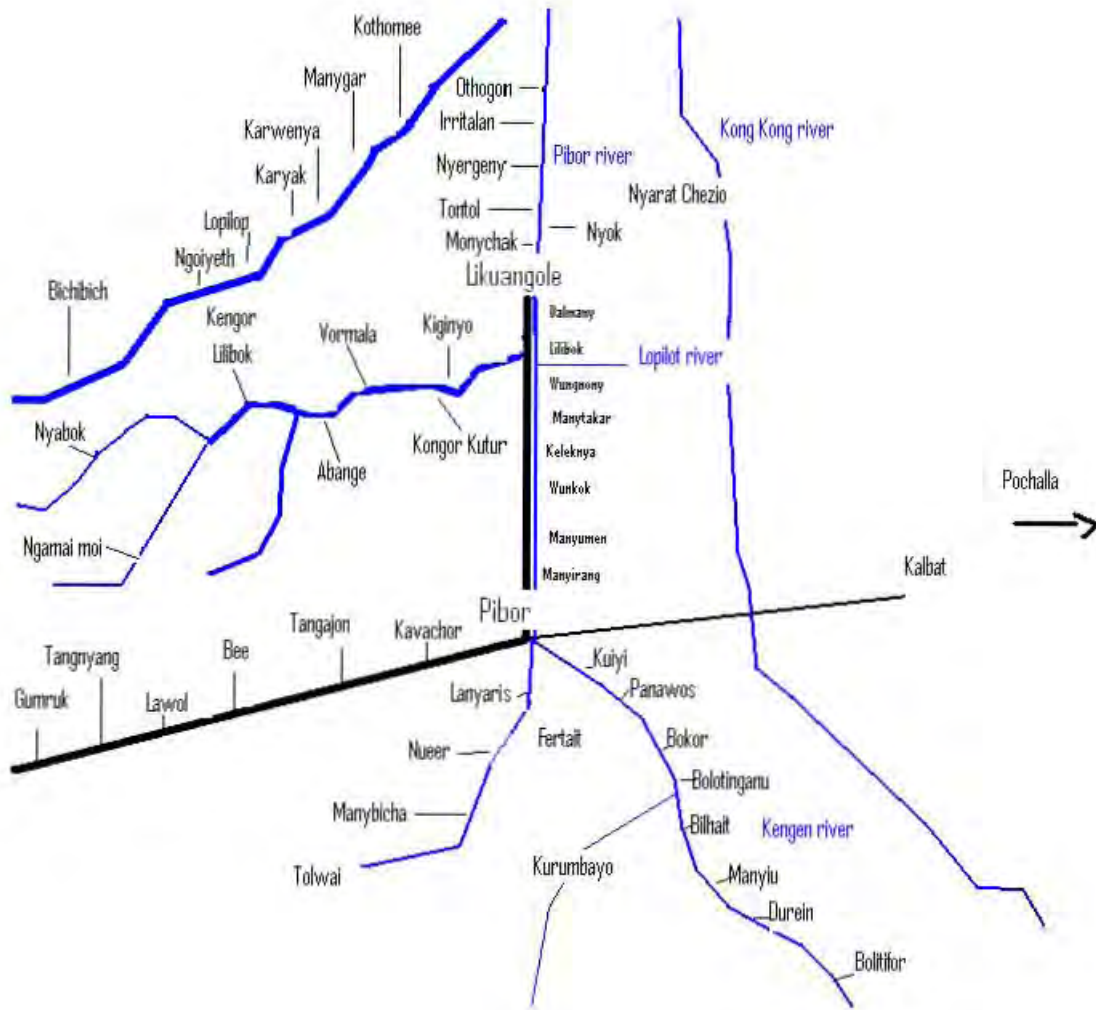 Kothomee
Manygar
Othogon
Irritalan
Kong Kong river
Karwenya
Nyergeny
Pibor river
Karyak
Nyarat Chezio
Lopilop
Tontol
Nyok
Monychak
Ngoiyeth
Likuangole
Bichibich
Kengor
Dalmany
Kiginyo
Vormala
Lilibok
Lilibok
Lopilot river
Wungnony
Nyabok
Manytakar
Kongor Kutur
Abange
Keleknya
Pochalla
Wunkok
Manyumen
Ngamai moi
Kalbat
Manyirang
Pibor
Tangajon
Kavachor
Bee
Tangnyang
Kuiyi
Gumruk
Lawol
Lanyaris
Panawos
Fertait
Bokor
Nueer
Bolotinganu
Manybicha
Bilhait
Kengen river
Tolwai
Kurumbayo
Manyiu
Durein
Bolitifor